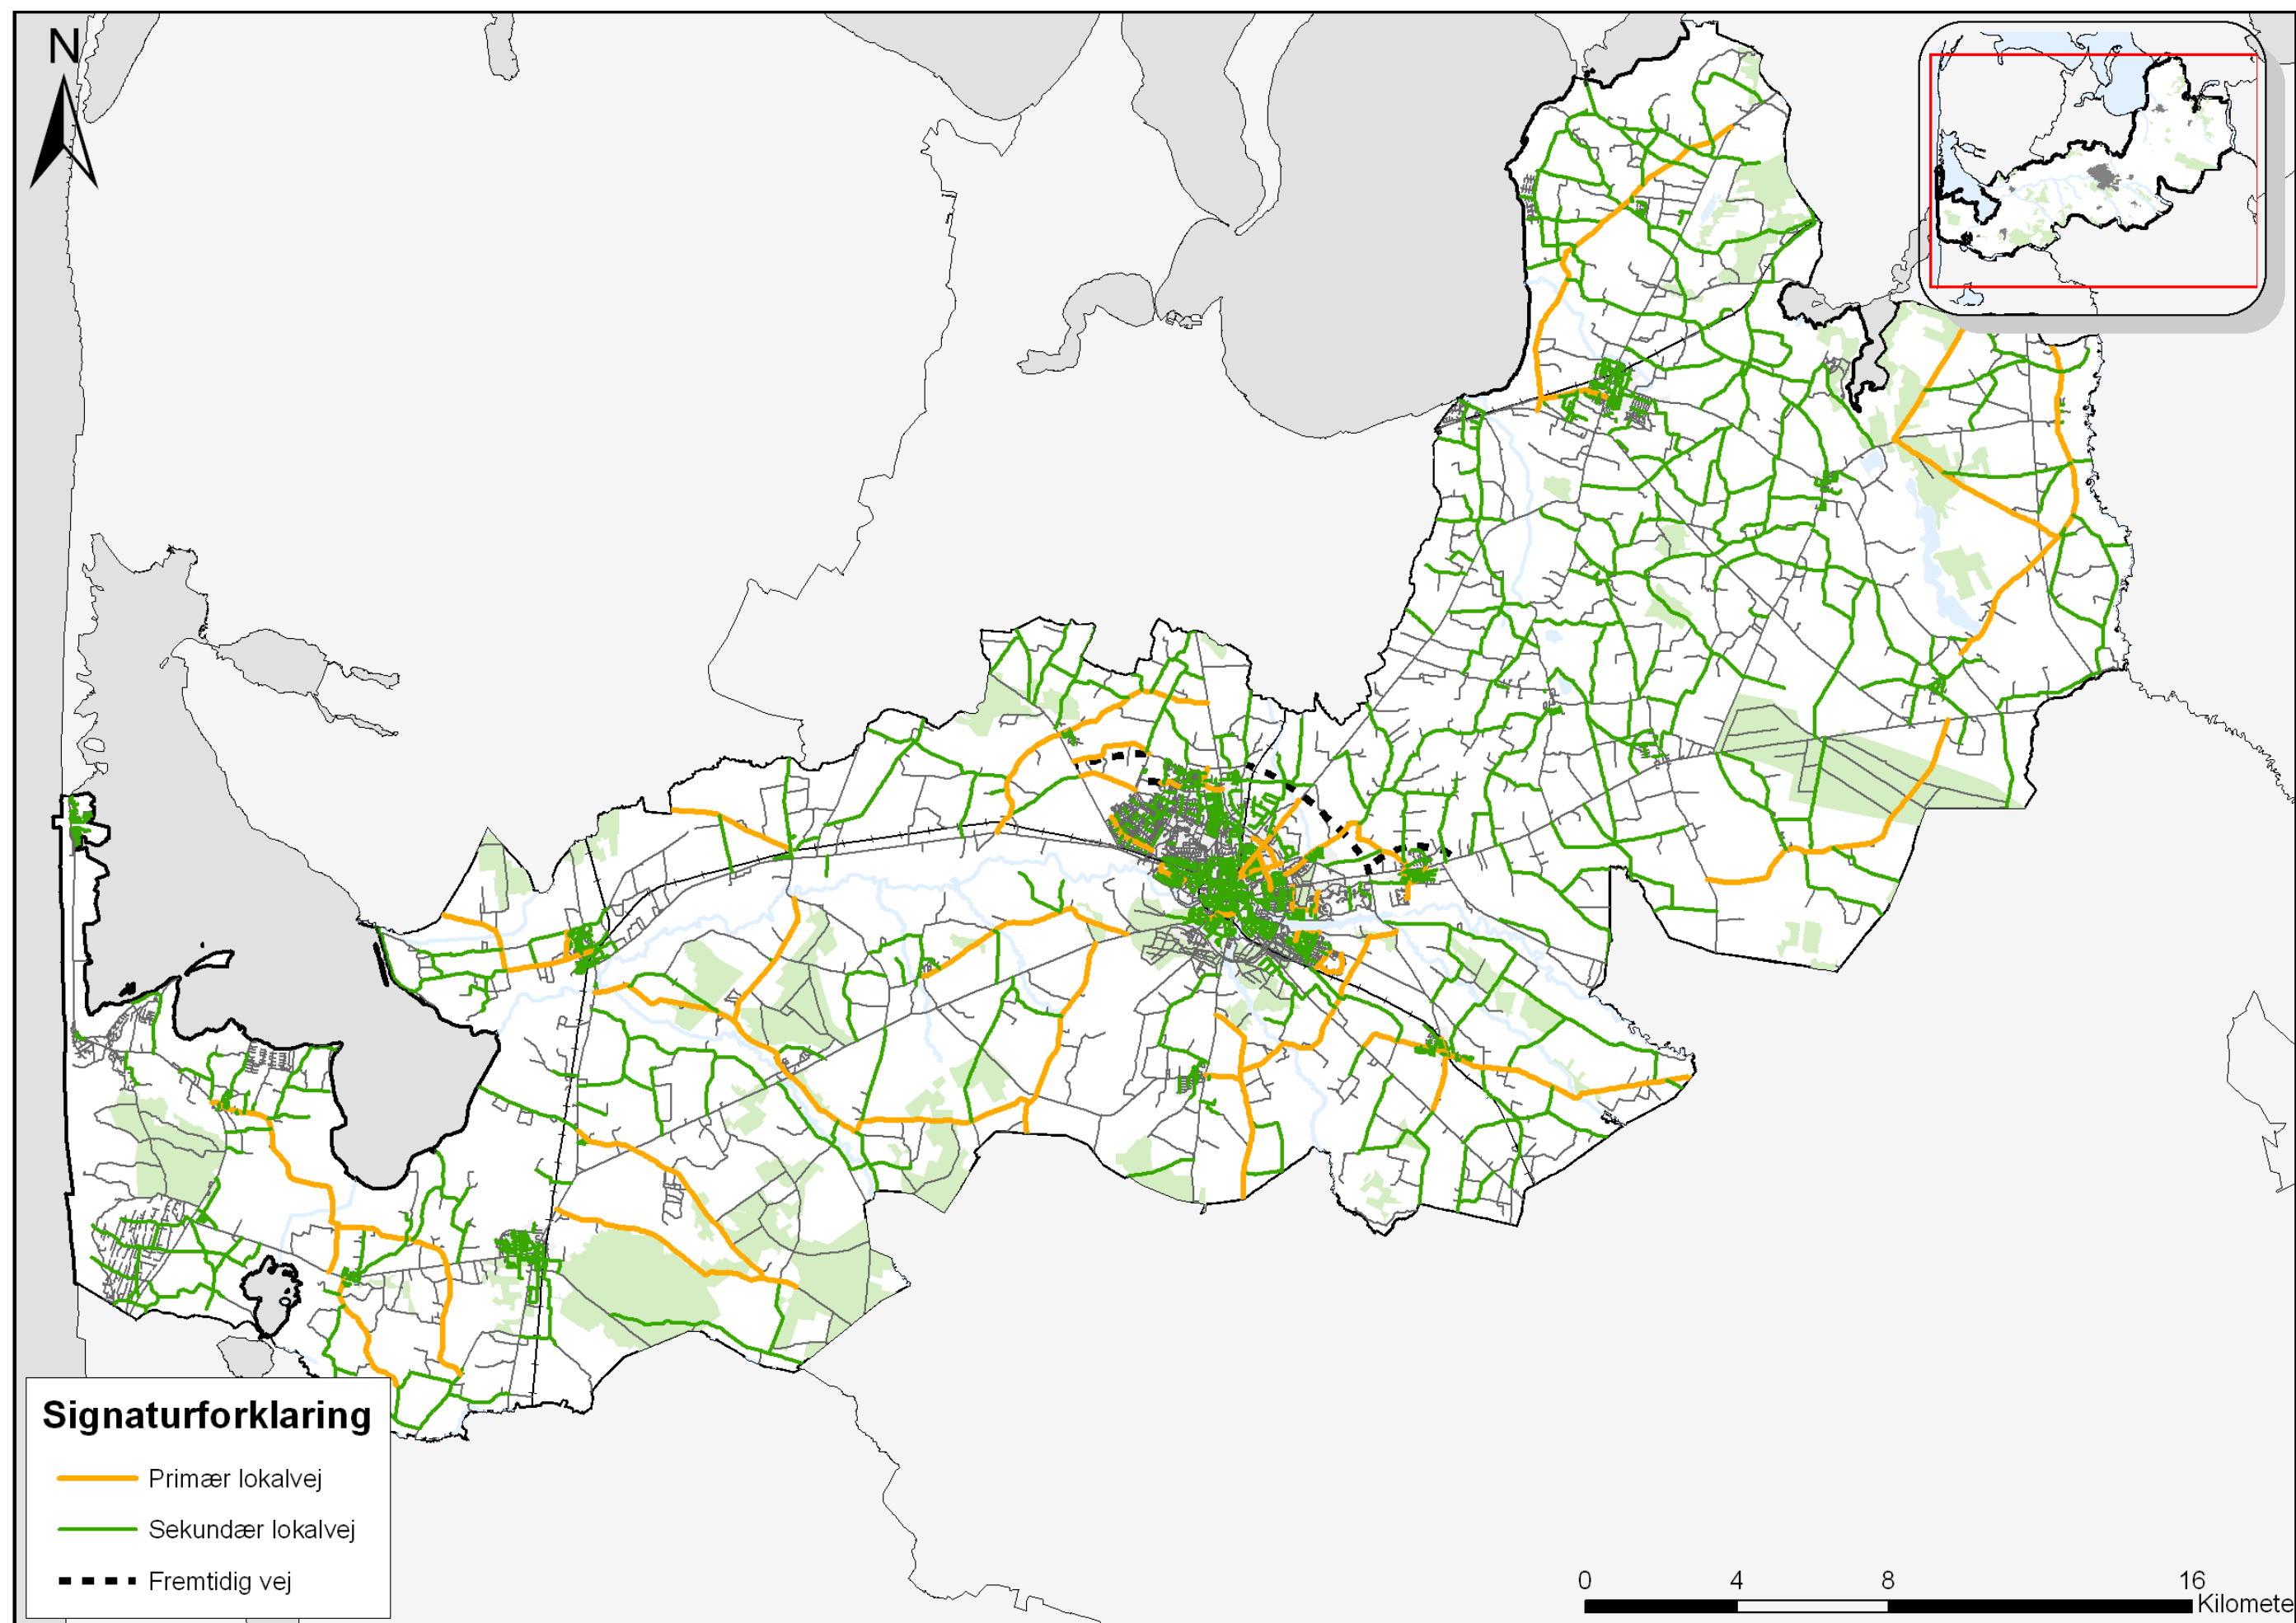 N
Signaturforklaring
Primær lokalvej
Sekundær lokalvej
Fremtidig vej
0 4 8 16
Kilomete